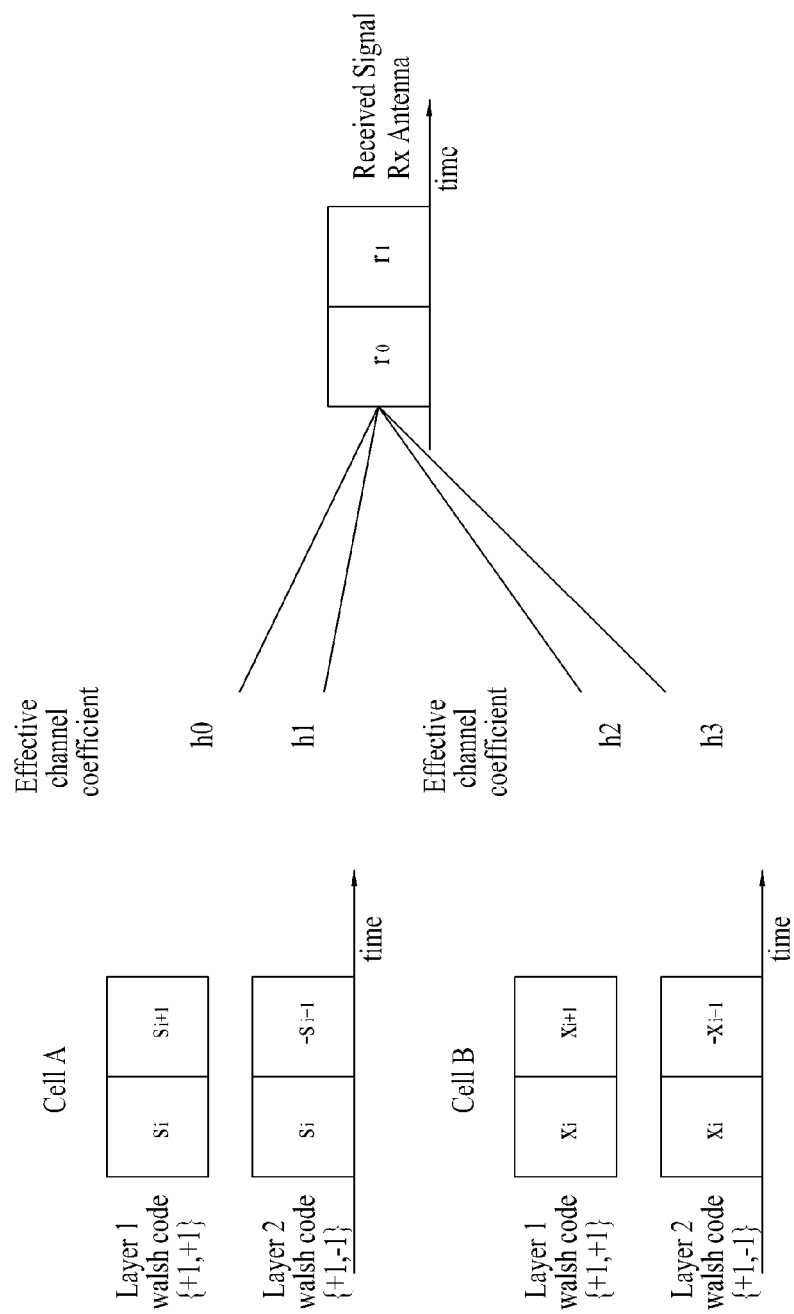 Cell A
Layer 1
walsh code
{+1,+1}
Si
Si+1
Layer 2
walsh code
{+1,-1}
Si
-Si-1
time
Effective
channel
coefficient
h0
h1
Cell B
Layer 1
walsh code
{+1,+1}
Xi
Xi+1
Layer 2
walsh code
{+1,-1}
Xi
-Xi-1
time
Effective
channel
coefficient
h2
h3
r0
r1
Received Signal
Rx Antenna
time